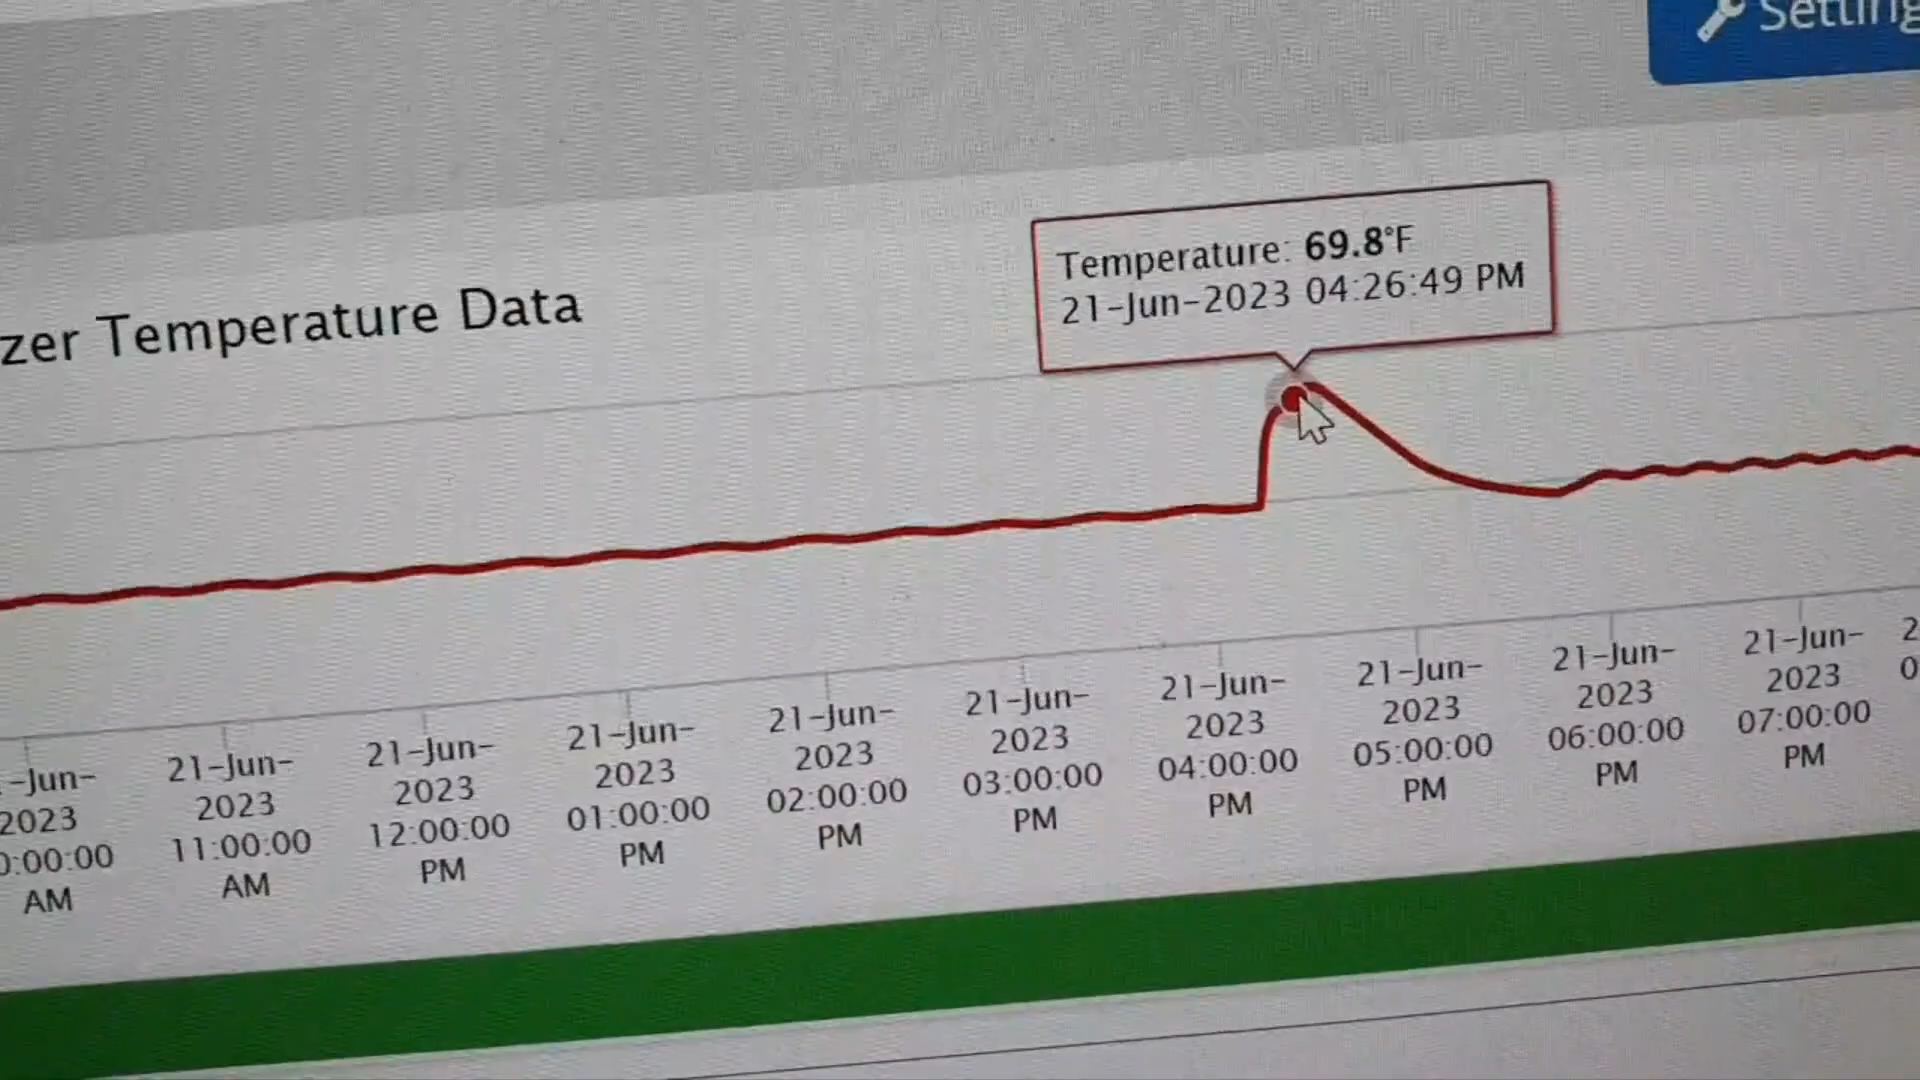 Setting
zer Temperature Data
Temperature: 69.8°F
21-Jun-2023 04:26:49 PM
-Jun-
2023
0:00:00
AM
21-Jun-
2023
11:00:00
AM
21-Jun-
2023
12:00:00
PM
21-Jun-
2023
01:00:00
PM
21-Jun-
2023
02:00:00
PM
21-Jun-
2023
03:00:00
PM
21-Jun-
2023
04:00:00
PM
21-Jun-
2023
05:00:00
PM
21-Jun-
2023
06:00:00
PM
21-Jun-
2023
07:00:00
PM
2
0